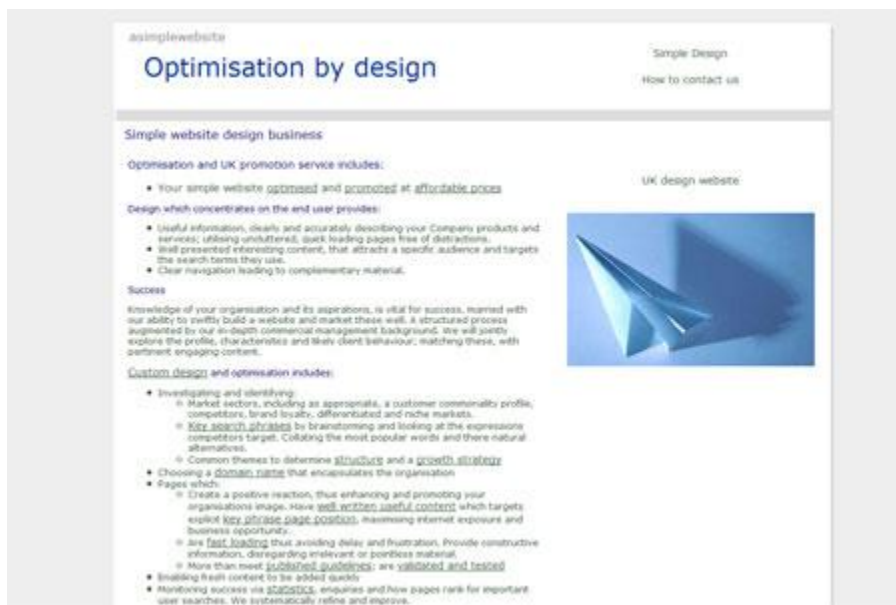 asimplewebsite
Optimisation by design
Simple Design
How to contact us
Simple website design business
Optimisation and UK promotion service includes:
Your simple website optimised and promoted at affordable prices
Design which concentrates on the end user provides:
Useful information, clearly and accurately describing your Company products and
services; utilising uncluttered, quick loading pages free of distractions.
Well presented interesting content, that attracts a specific audience and targets
the search terms they use.
Clear navigation leading to complementary material.
Success
Knowledge of your organisation and its aspirations, is vital for success, married with
our ability to swiftly build a website and market these well. A structured process
augmented by our in-depth commercial management background. We will jointly
explore the profile, characteristics and likely client behaviour; matching these, with
pertinent engaging content.
Custom design and optimisation includes:
Investigating and identifying:
Market sectors, including as appropriate, a customer commonality profile,
competitors, brand loyalty, differentiated and niche markets.
Key search phrases by brainstorming and looking at the expressions
competitors target. Collating the most popular words and there natural
alternatives.
Common themes to determine structure and a growth strategy
Choosing a domain name that encapsulates the organisation
Pages which:
Create a positive reaction, thus enhancing and promoting your
organisations image. Have well written useful content which targets
explicit key phrase page position, maximising internet exposure and
business opportunity.
Are fast loading thus avoiding delay and frustration. Provide constructive
information, disregarding irrelevant or pointless material.
More than meet published guidelines; are validated and tested
Enabling fresh content to be added quickly
Monitoring success via statistics, enquiries and how pages rank for important
user searches. We systematically refine and improve.
UK design website